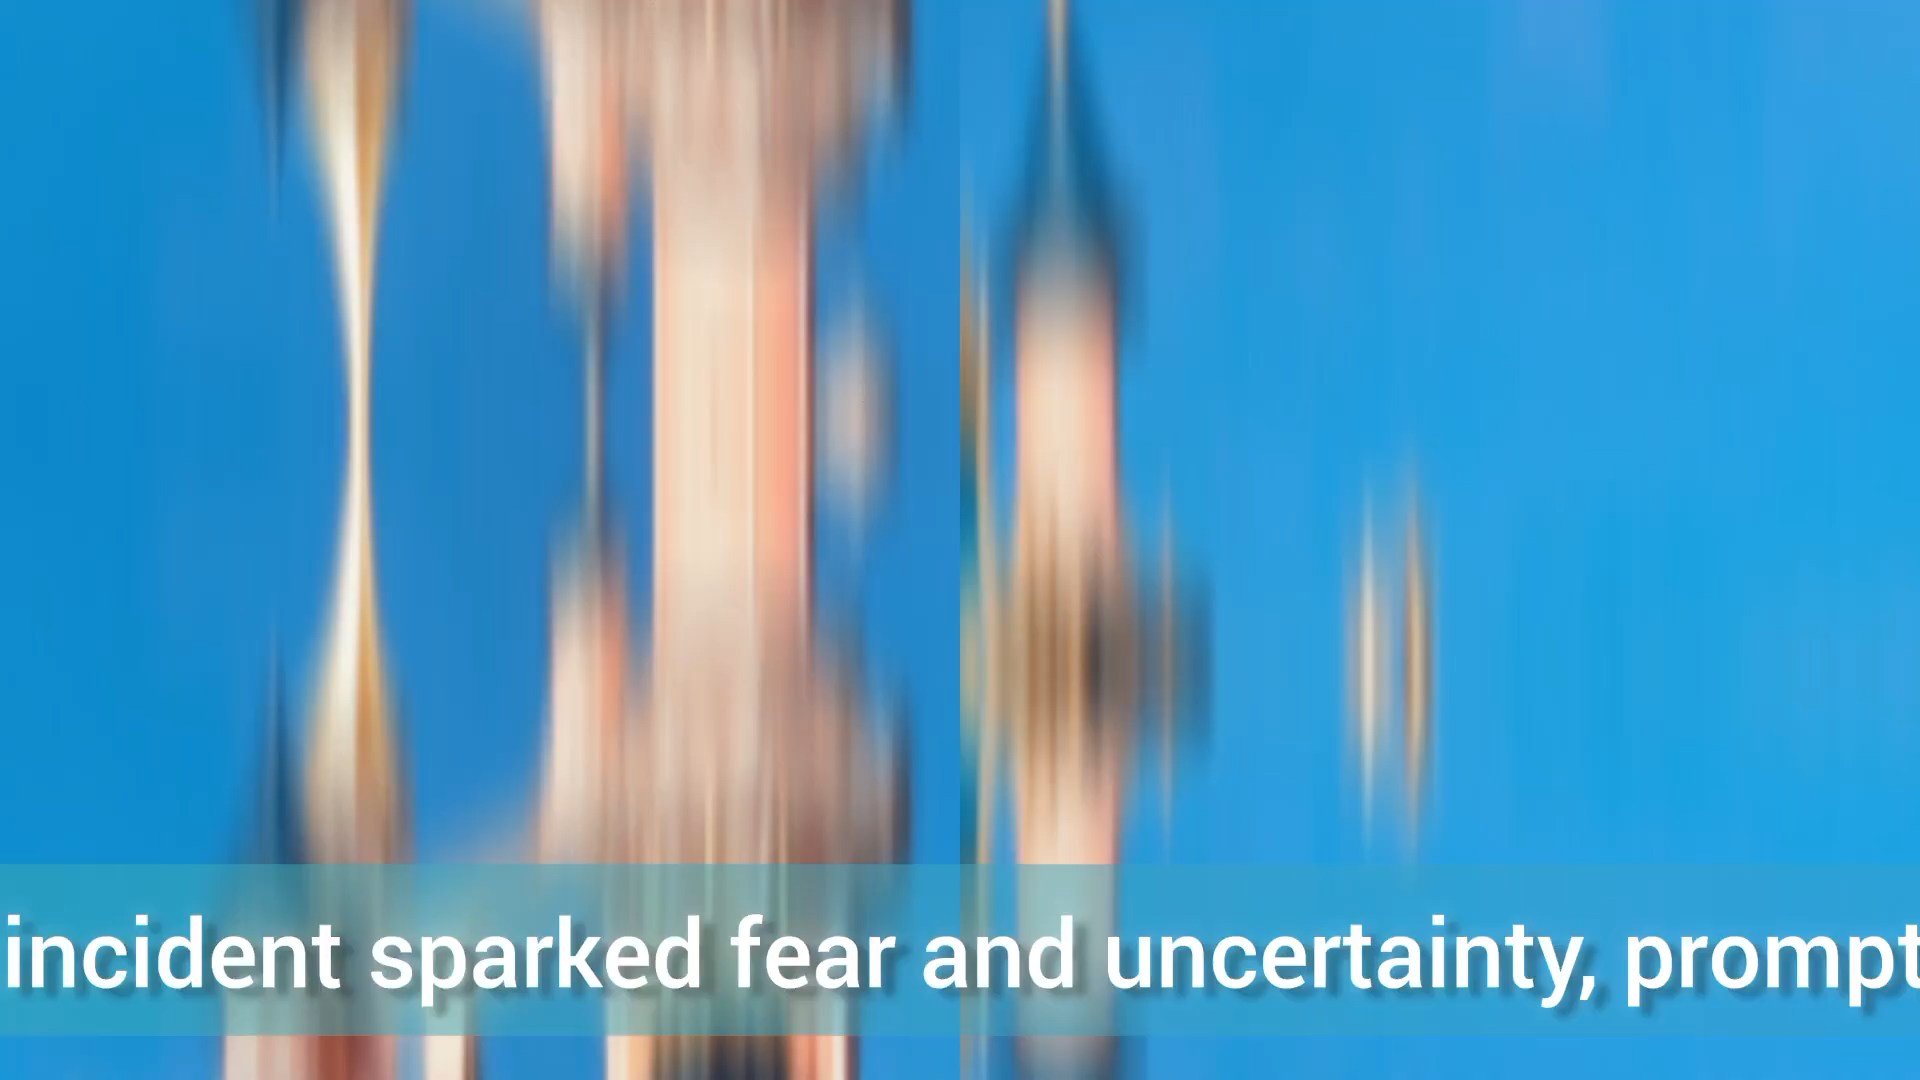 incident sparked fear and uncertainty, prompt